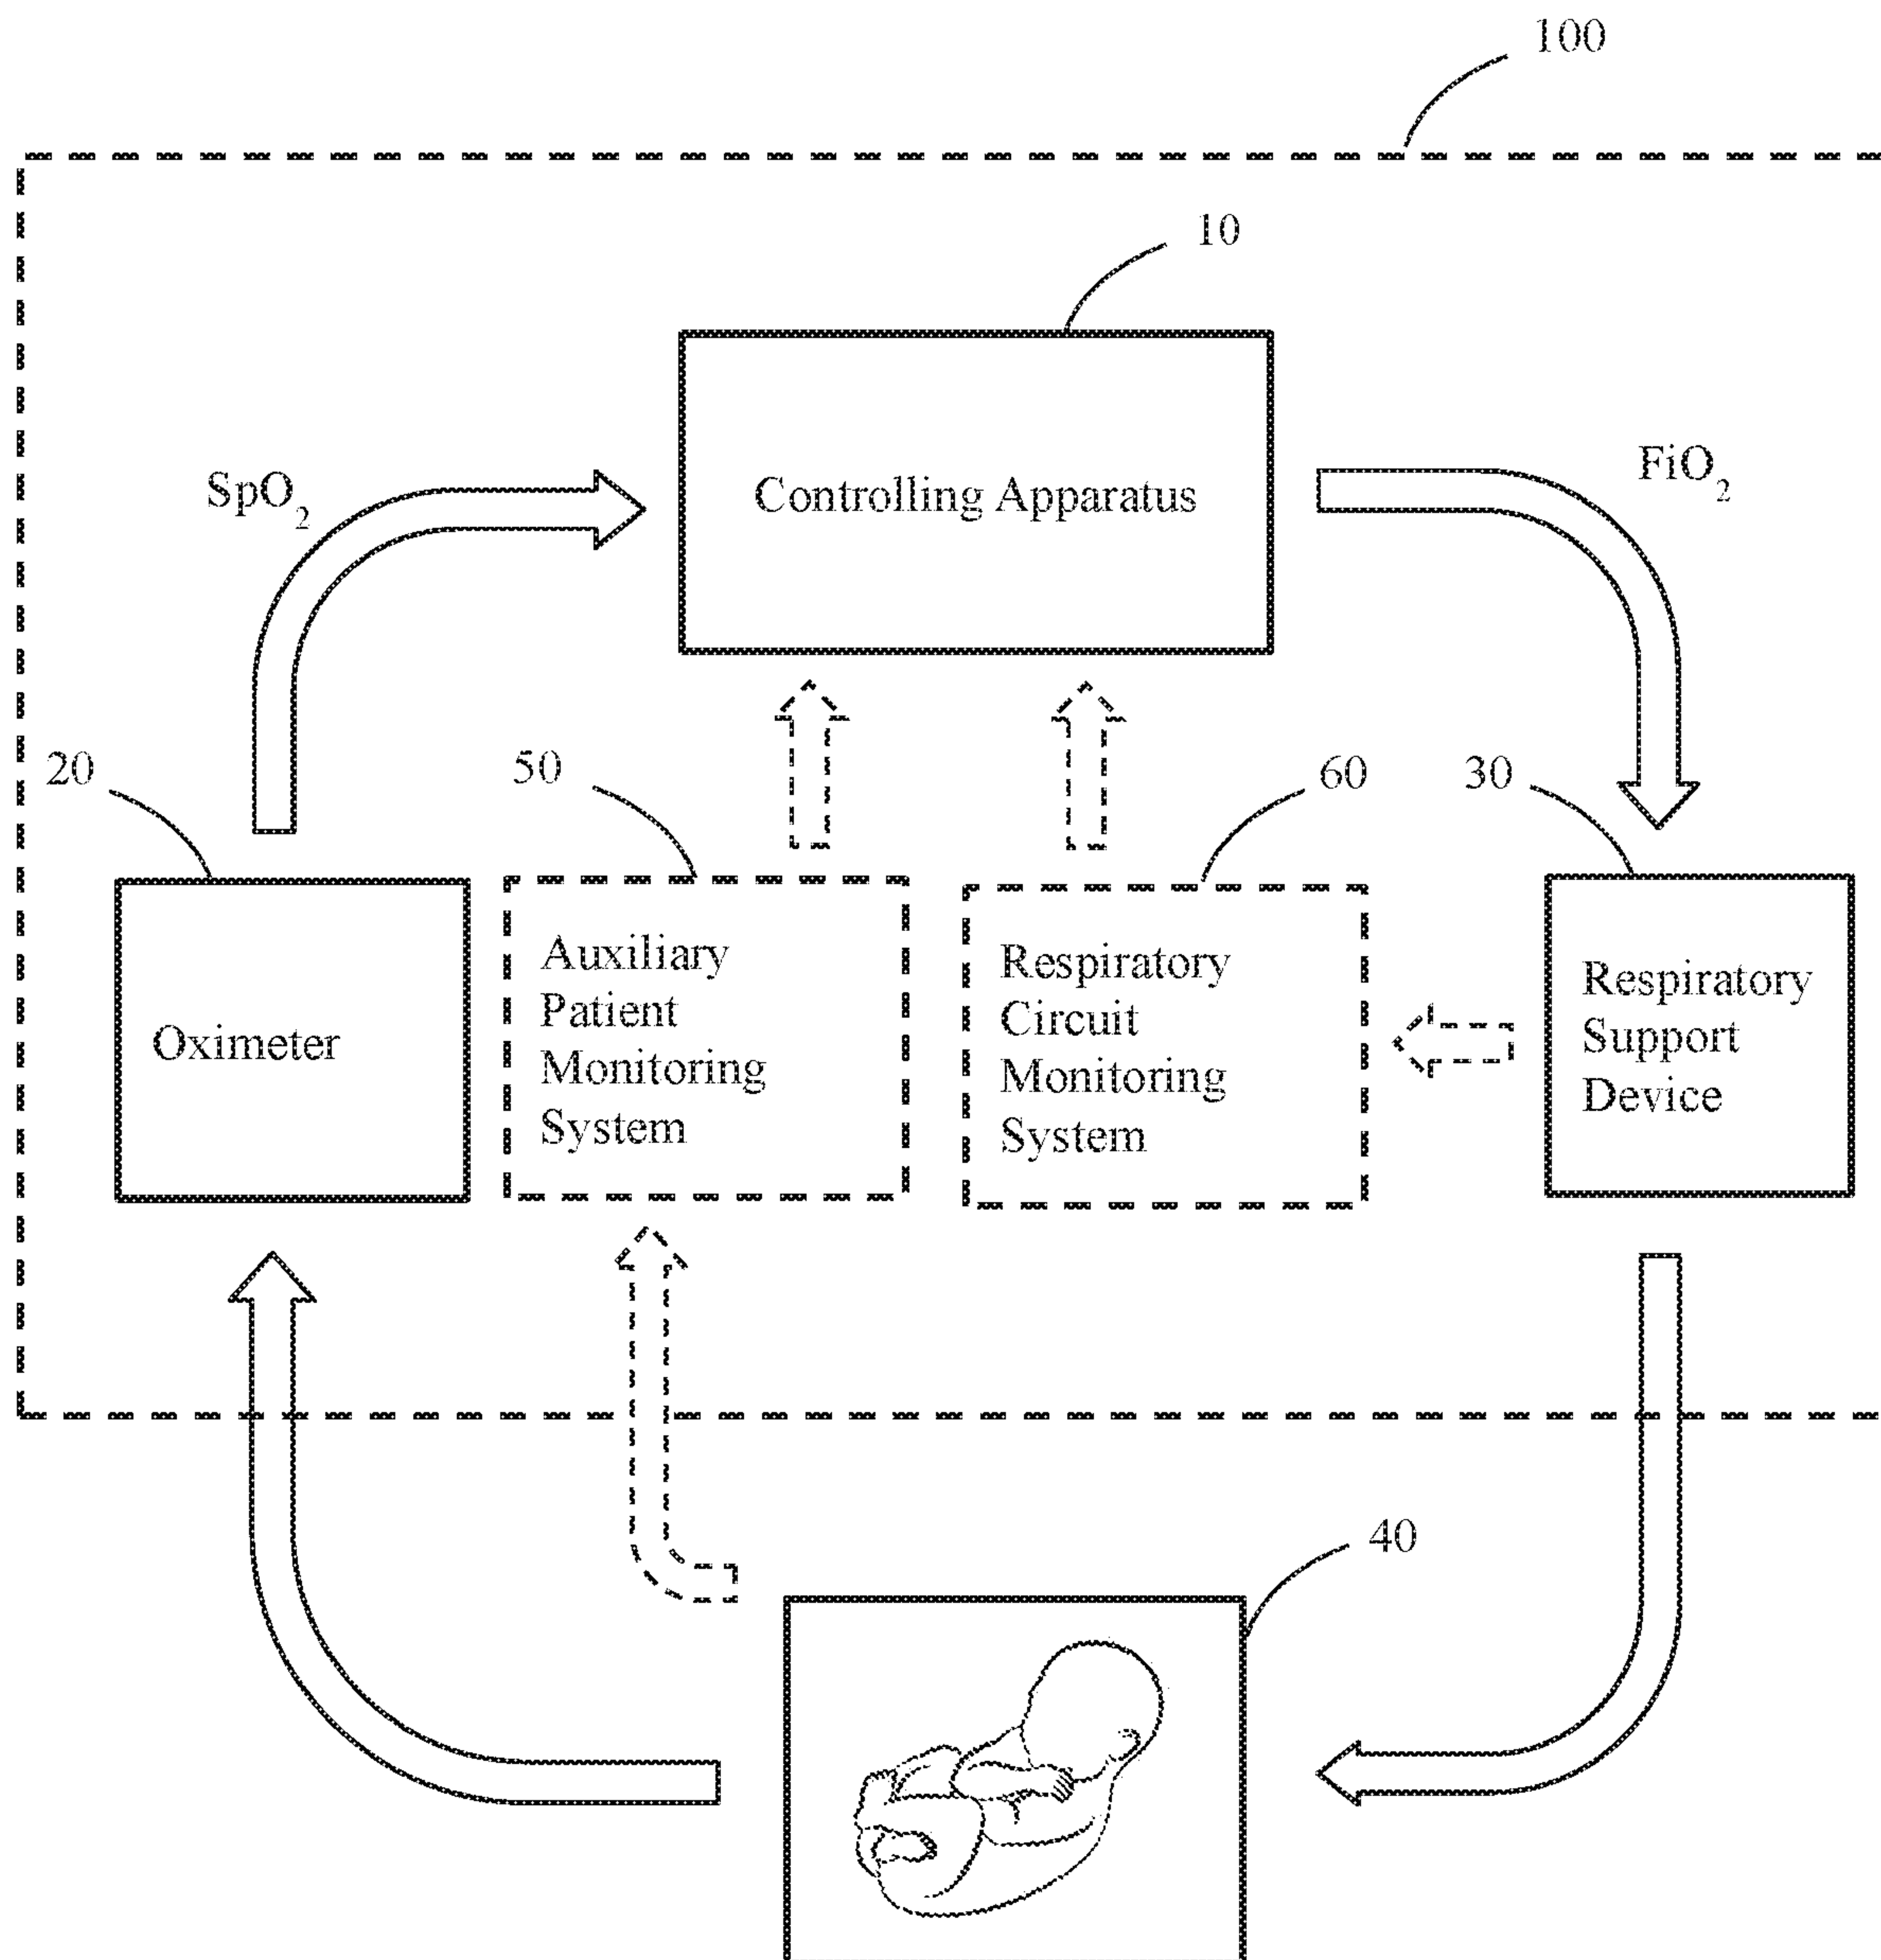 100
10
Controlling Apparatus
SpO₂
FiO₂
20
50
60
30
Oximeter
Auxiliary
Patient
Monitoring
System
Respiratory
Circuit
Monitoring
System
Respiratory
Support
Device
40